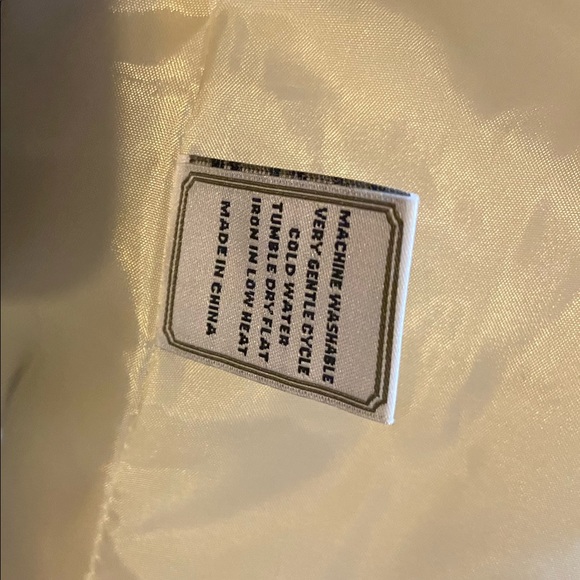 MACHINE WASHABLE
VERY GENTLE CYCLE
COLD WATER
TUMBLE DRY FLAT
IRON IN LOW HEAT
MADE IN CHINA